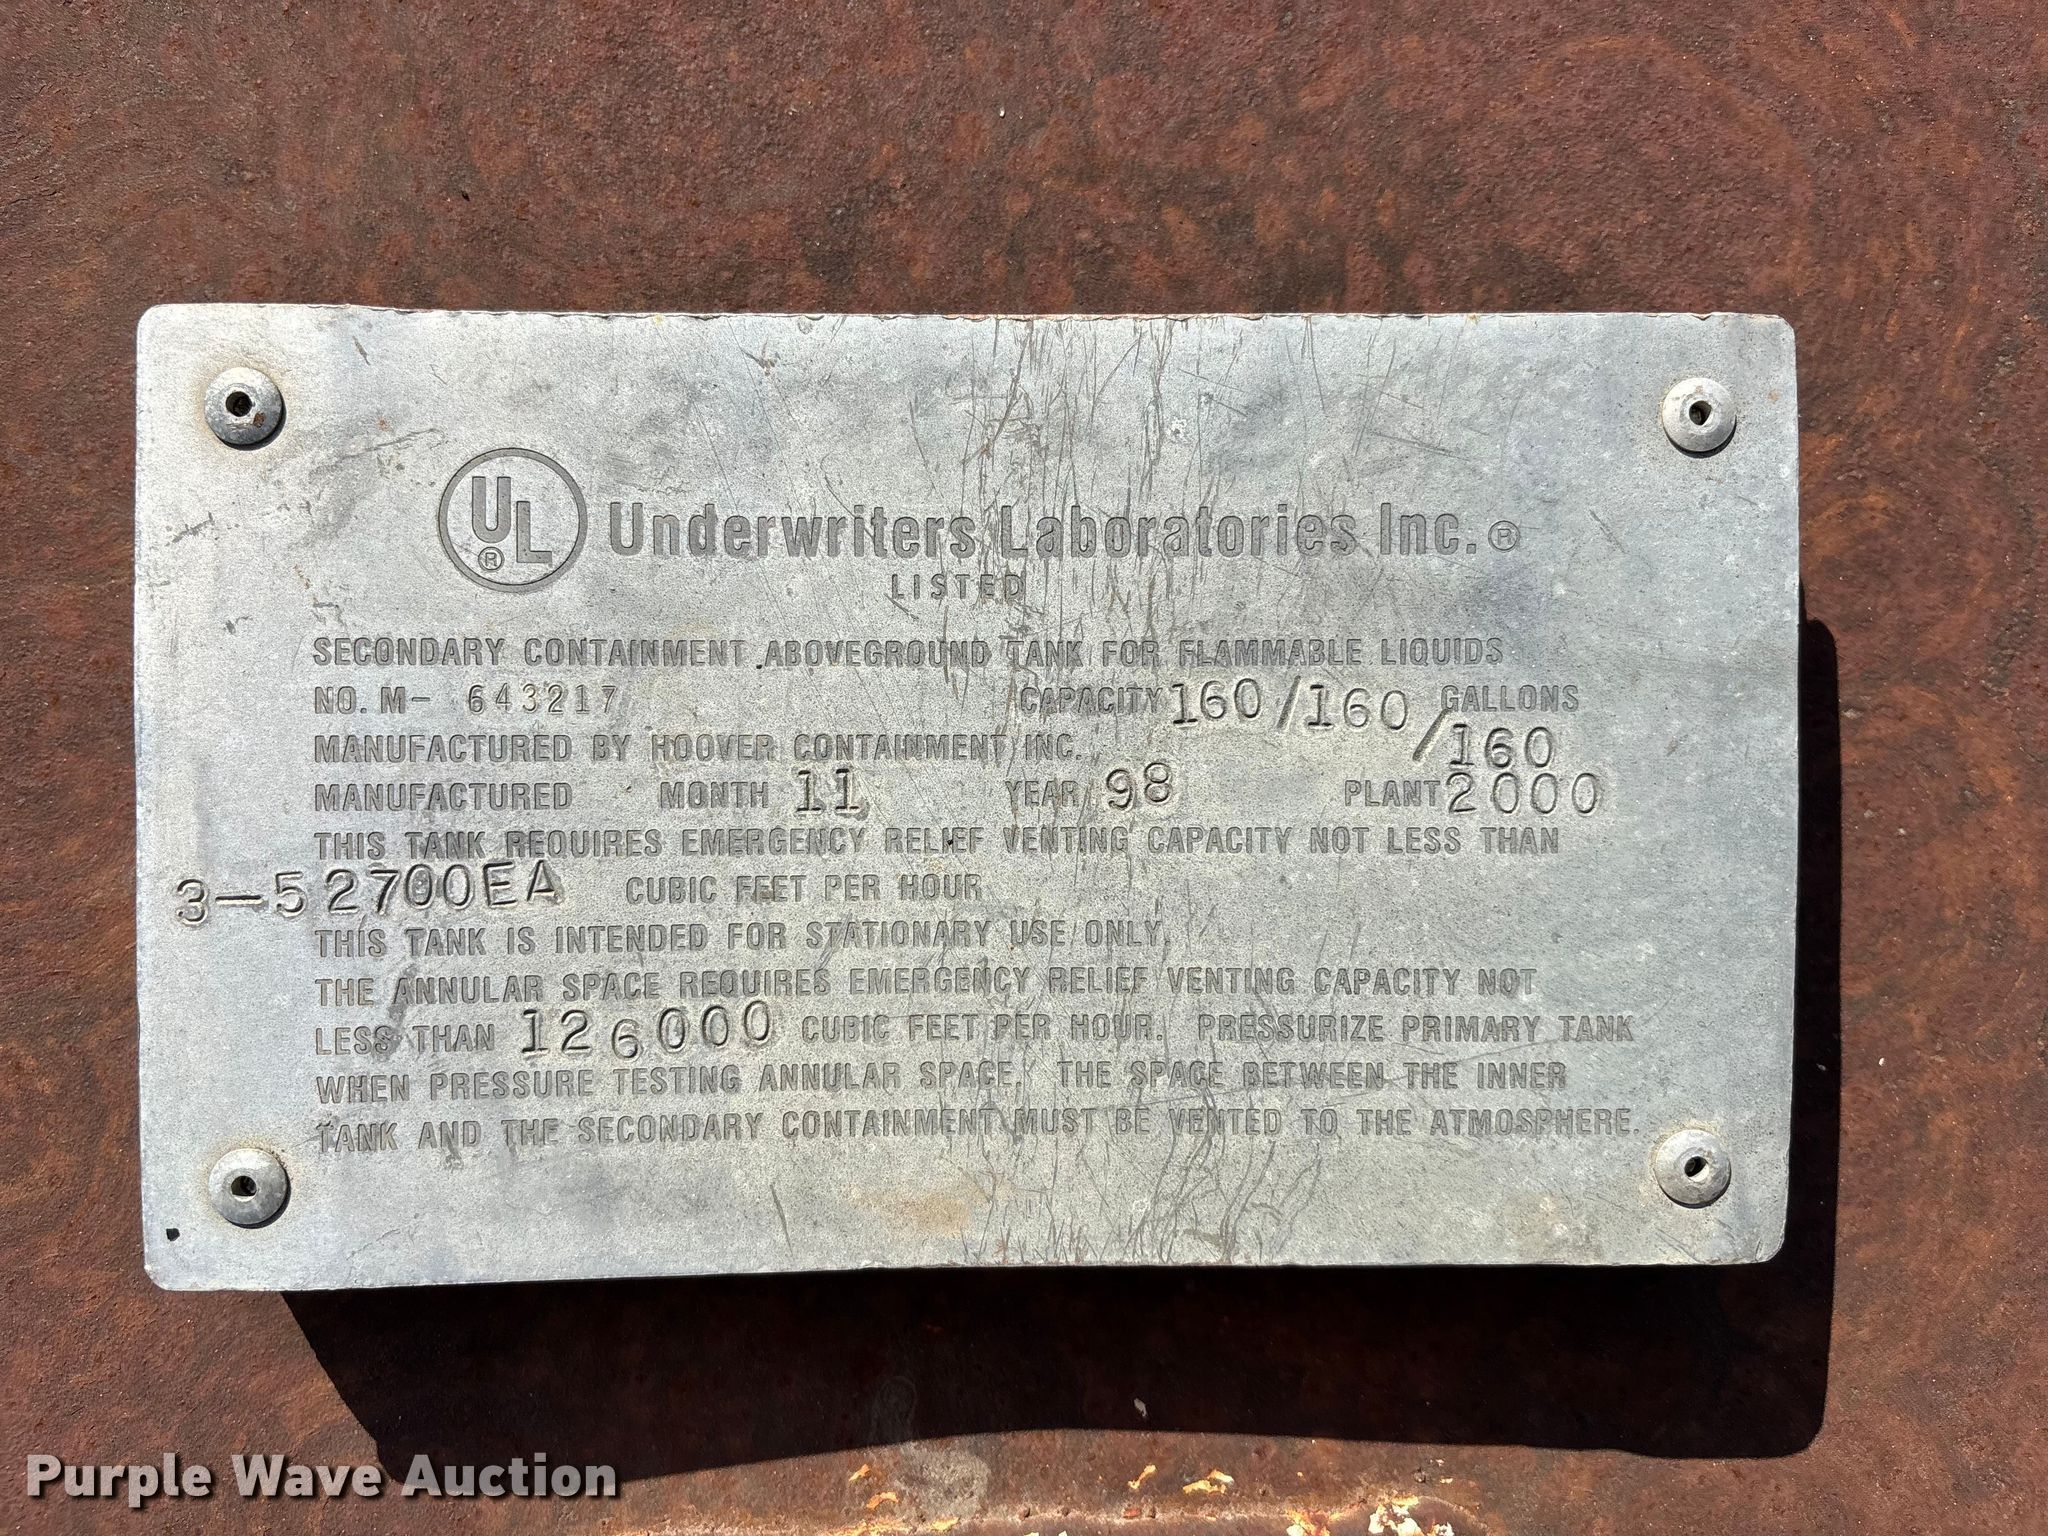 UL® Underwriters Laboratories Inc.®
LISTED
SECONDARY CONTAINMENT ABOVEGROUND TANK FOR FLAMMABLE LIQUIDS
NO. M- 643217 CAPACITY 160/160/160 GALLONS
MANUFACTURED BY HOOVER CONTAINMENT INC.
MANUFACTURED MONTH 11 YEAR 98 PLANT 2000
THIS TANK REQUIRES EMERGENCY RELIEF VENTING CAPACITY NOT LESS THAN
3-52700EA CUBIC FEET PER HOUR
THIS TANK IS INTENDED FOR STATIONARY USE ONLY.
THE ANNULAR SPACE REQUIRES EMERGENCY RELIEF VENTING CAPACITY NOT
LESS THAN 126000 CUBIC FEET PER HOUR. PRESSURIZE PRIMARY TANK
WHEN PRESSURE TESTING ANNULAR SPACE. THE SPACE BETWEEN THE INNER
TANK AND THE SECONDARY CONTAINMENT MUST BE VENTED TO THE ATMOSPHERE.
Purple Wave Auction